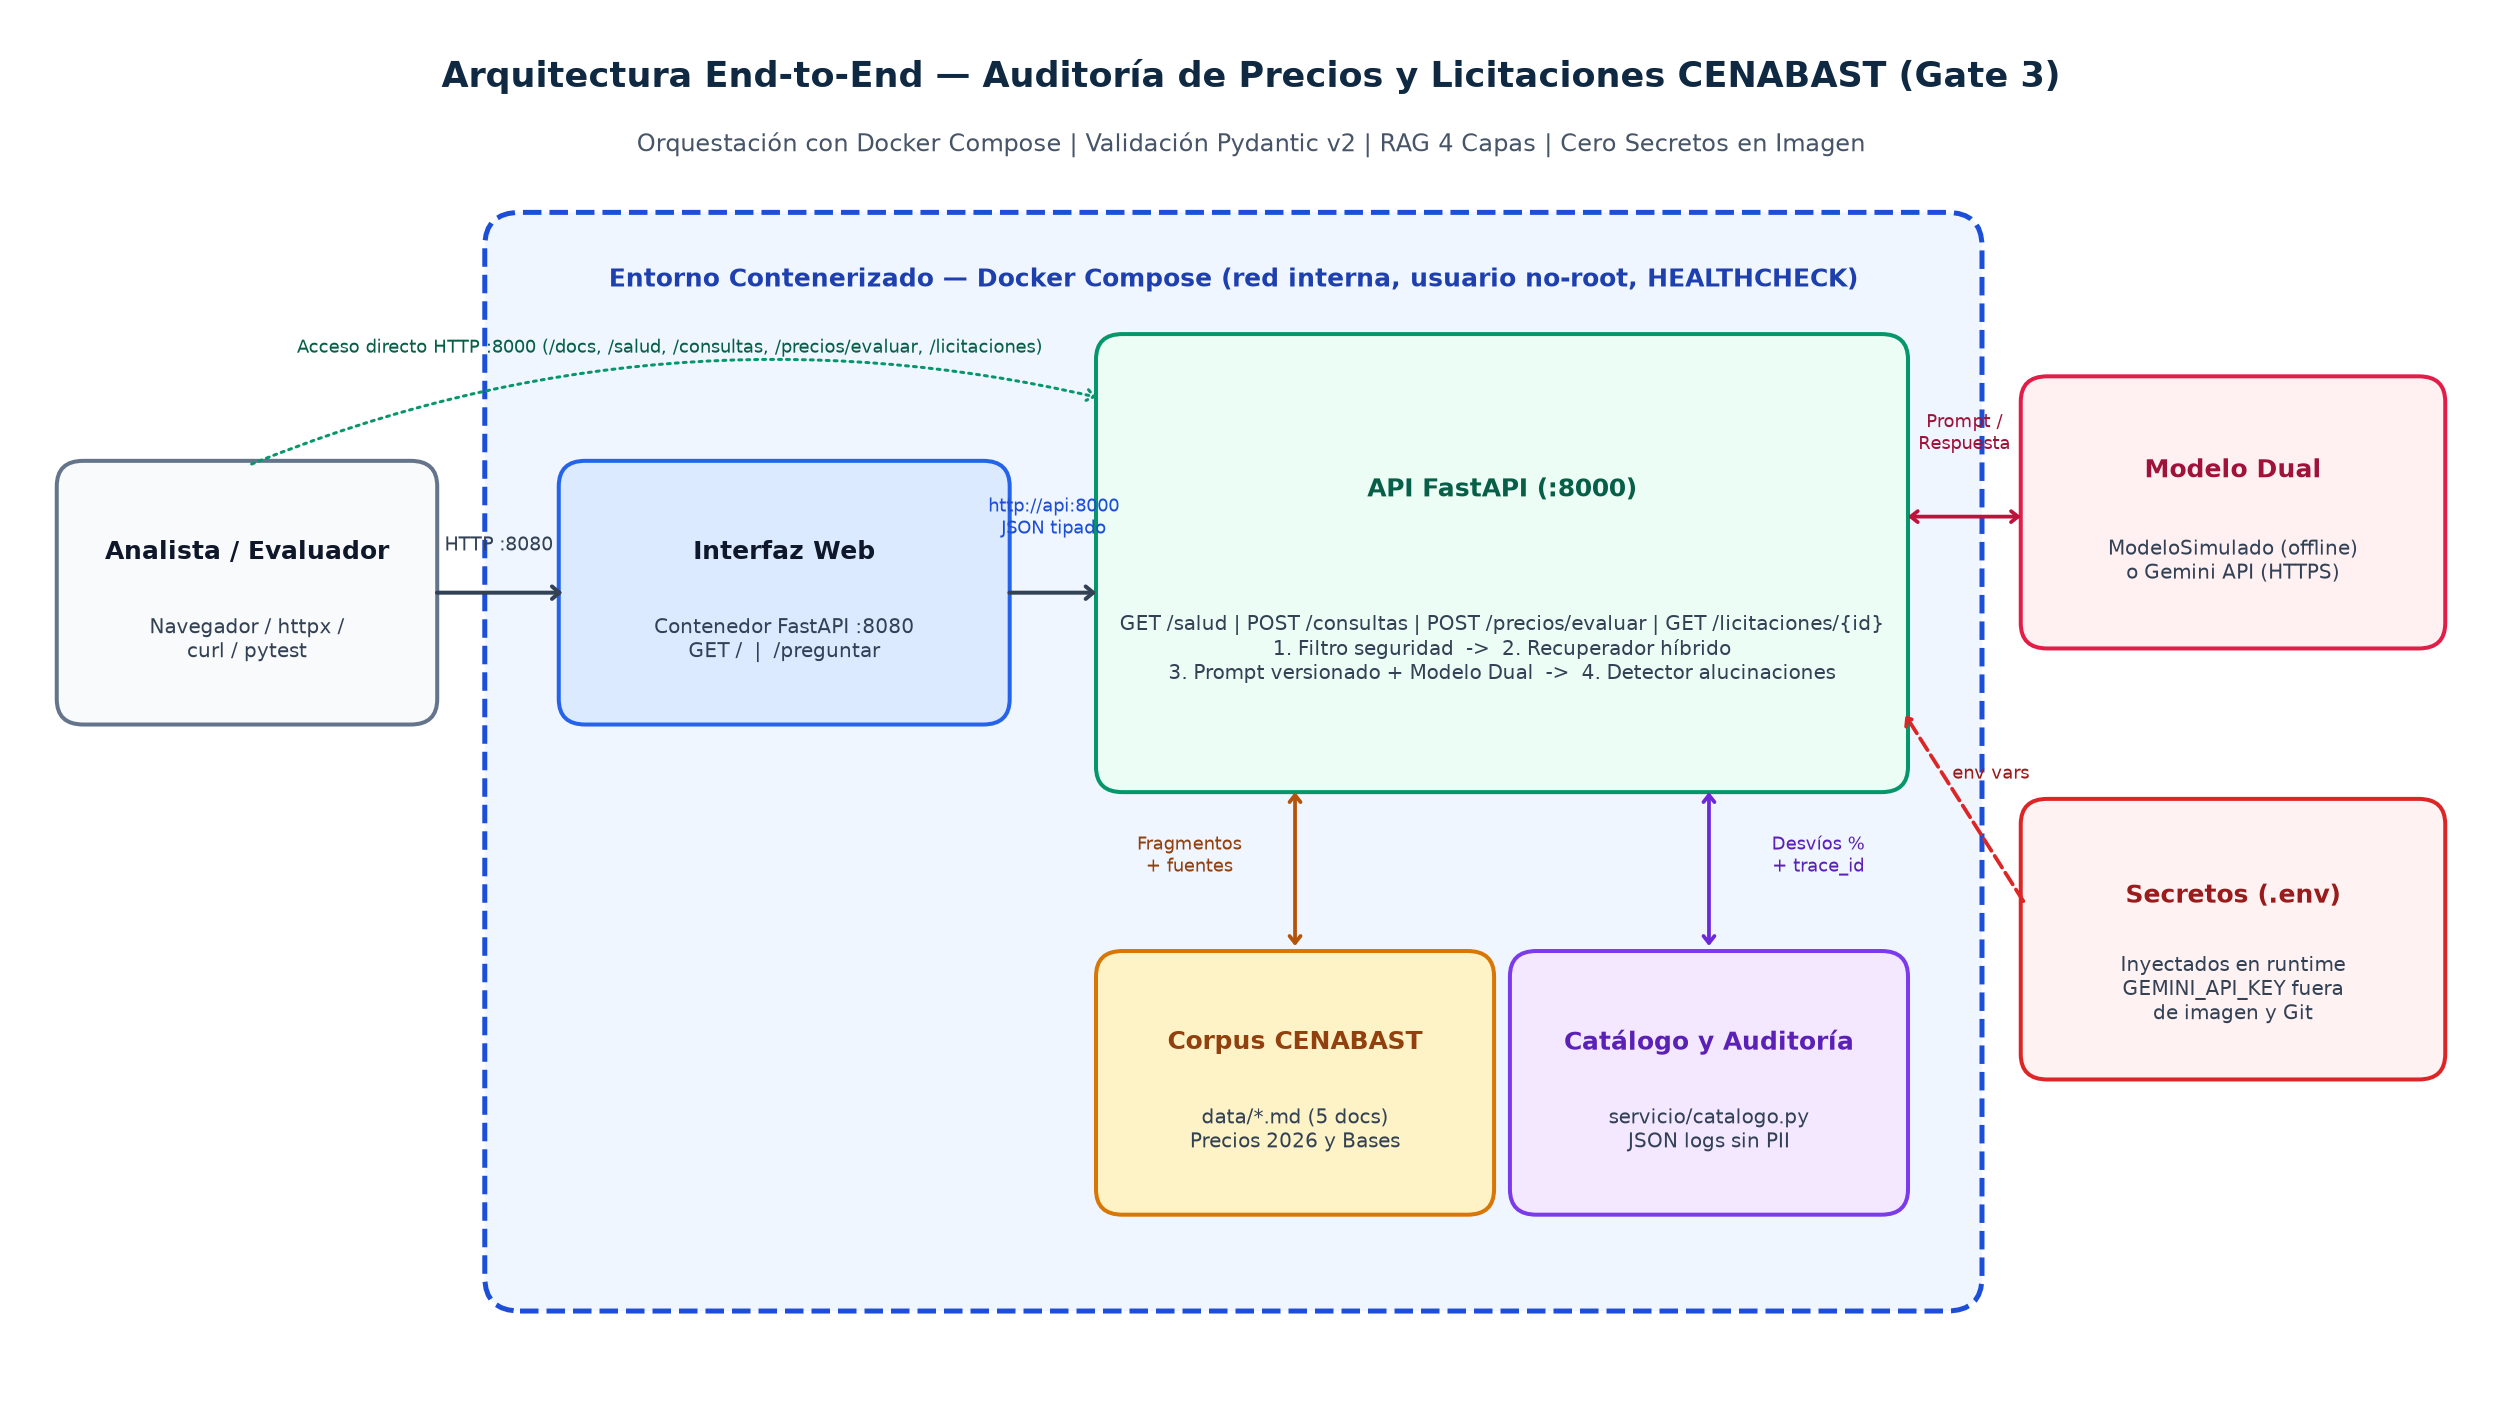 Arquitectura End-to-End — Auditoría de Precios y Licitaciones CENABAST (Gate 3)
Orquestación con Docker Compose | Validación Pydantic v2 | RAG 4 Capas | Cero Secretos en Imagen
Entorno Contenerizado — Docker Compose (red interna, usuario no-root, HEALTHCHECK)
Acceso directo HTTP :8000 (/docs, /salud, /consultas, /precios/evaluar, /licitaciones)
Analista / Evaluador
Navegador / httpx /
curl / pytest
HTTP :8080
Interfaz Web
Contenedor FastAPI :8080
GET / | /preguntar
http://api:8000
JSON tipado
API FastAPI (:8000)
GET /salud | POST /consultas | POST /precios/evaluar | GET /licitaciones/{id}
1. Filtro seguridad -> 2. Recuperador híbrido
3. Prompt versionado + Modelo Dual -> 4. Detector alucinaciones
Prompt /
Respuesta
Modelo Dual
ModeloSimulado (offline)
o Gemini API (HTTPS)
env vars
Secretos (.env)
Inyectados en runtime
GEMINI_API_KEY fuera
de imagen y Git
Fragmentos
+ fuentes
Desvíos %
+ trace_id
Corpus CENABAST
data/*.md (5 docs)
Precios 2026 y Bases
Catálogo y Auditoría
servicio/catalogo.py
JSON logs sin PII